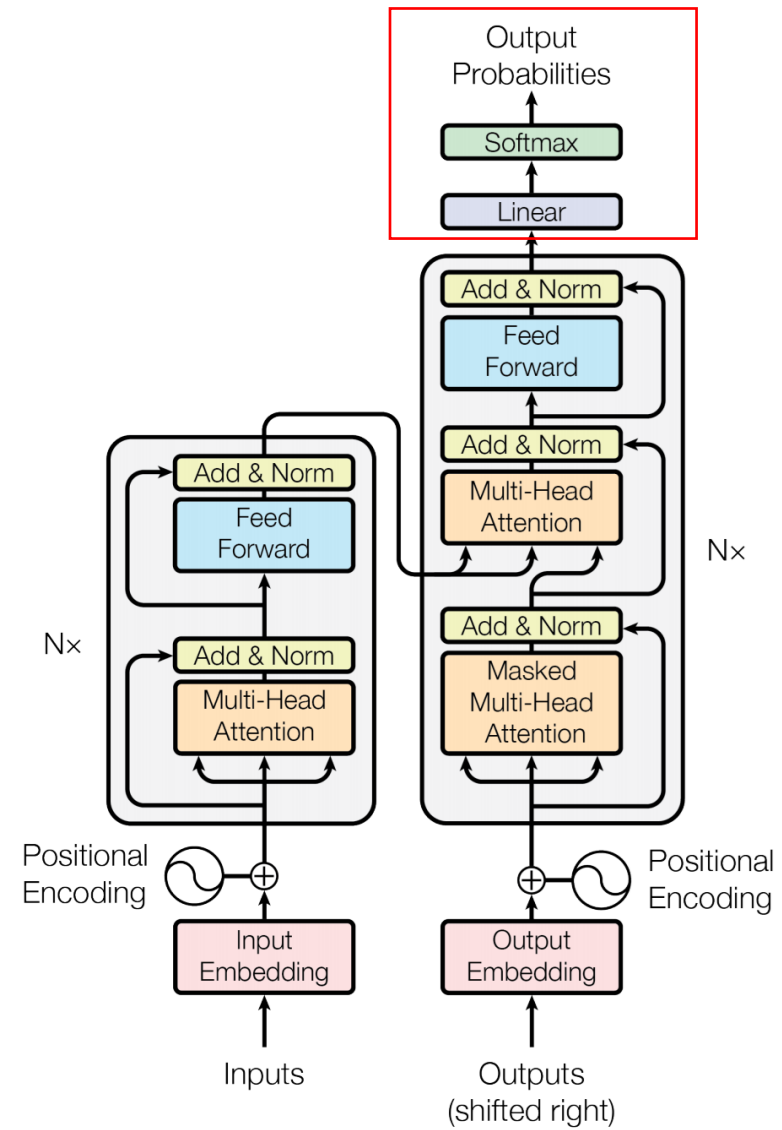 Output
Probabilities
Softmax
Linear
Add & Norm
Feed
Forward
Add & Norm
Multi-Head
Attention
Add & Norm
Masked
Multi-Head
Attention
Nx
Add & Norm
Feed
Forward
Add & Norm
Multi-Head
Attention
Nx
Positional
Encoding
Positional
Encoding
Input
Embedding
Output
Embedding
Inputs
Outputs
(shifted right)